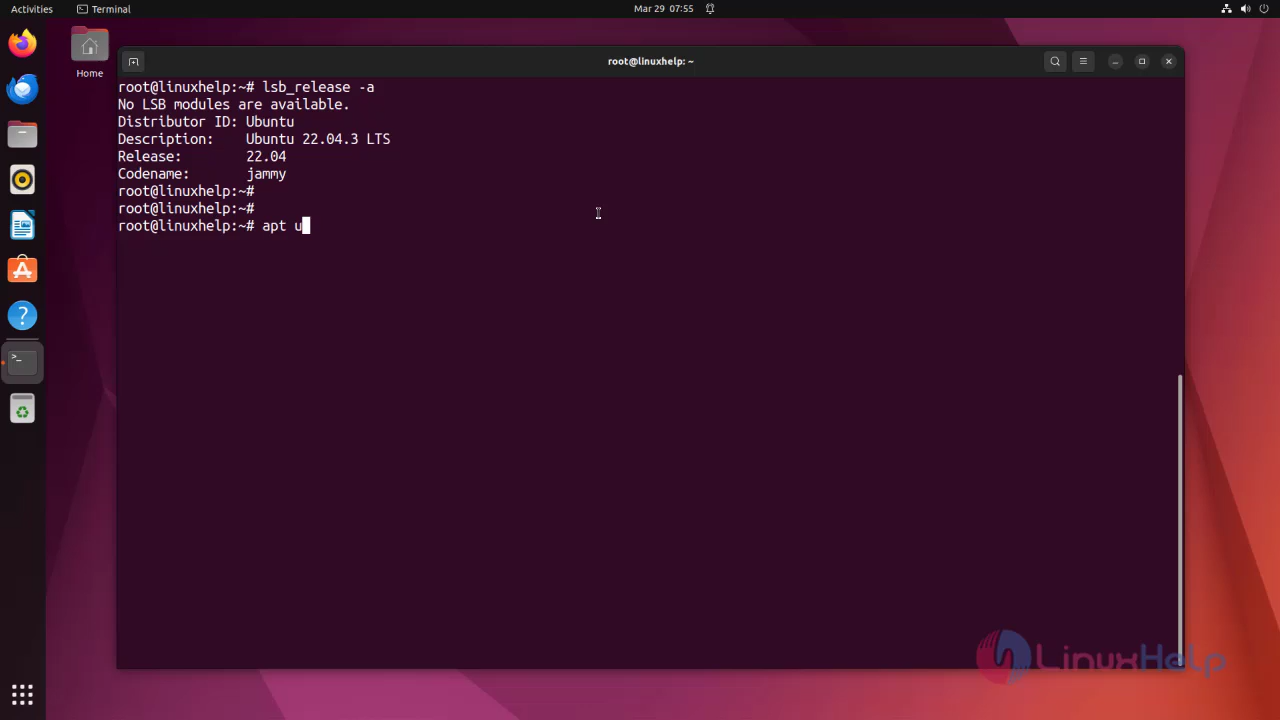 Activities Terminal Mar 29 07:55
Home
root@linuxhelp: ~
root@linuxhelp:~# lsb_release -a
No LSB modules are available.
Distributor ID: Ubuntu
Description: Ubuntu 22.04.3 LTS
Release: 22.04
Codename: jammy
root@linuxhelp:~#
root@linuxhelp:~#
root@linuxhelp:~# apt u
LinuxHelp